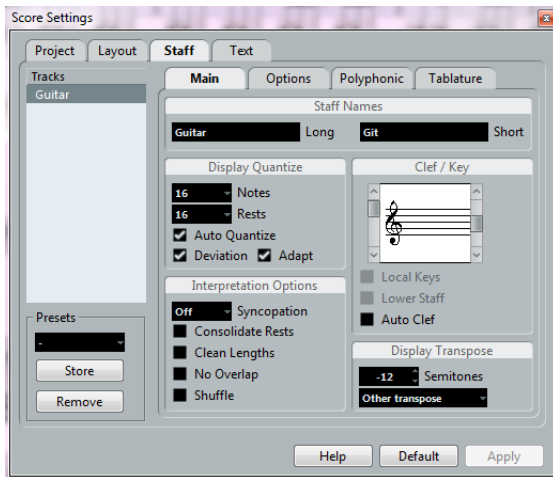 Score Settings
Project Layout Staff Text
Tracks
Guitar
Main Options Polyphonic Tablature
Staff Names
Guitar Long Git Short
Display Quantize
16 Notes
16 Rests
Auto Quantize
Deviation Adapt
Clef / Key
Local Keys
Lower Staff
Auto Clef
Interpretation Options
Off Syncopation
Consolidate Rests
Clean Lengths
No Overlap
Shuffle
Display Transpose
-12 Semitones
Other transpose
Presets
-
Store
Remove
Help Default Apply